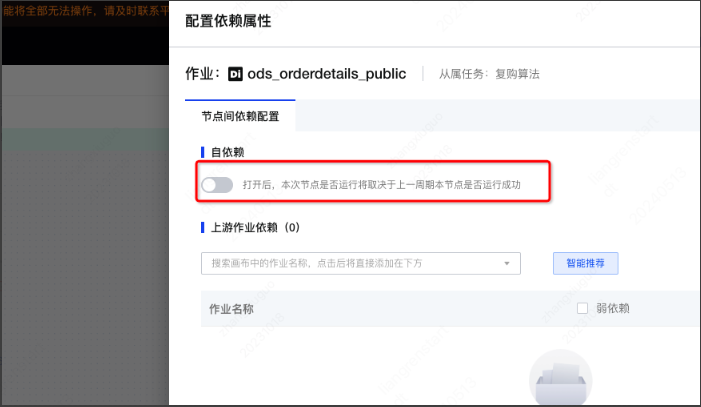 能将全部无法操作，请及时联系平
配置依赖属性
作业： Di ods_orderdetails_public 从属任务：复购算法
节点间依赖配置
自依赖
打开后，本次节点是否运行将取决于上一周期本节点是否运行成功
上游作业依赖（0）
搜索画布中的作业名称，点击后将直接添加在下方 智能推荐
作业名称 弱依赖